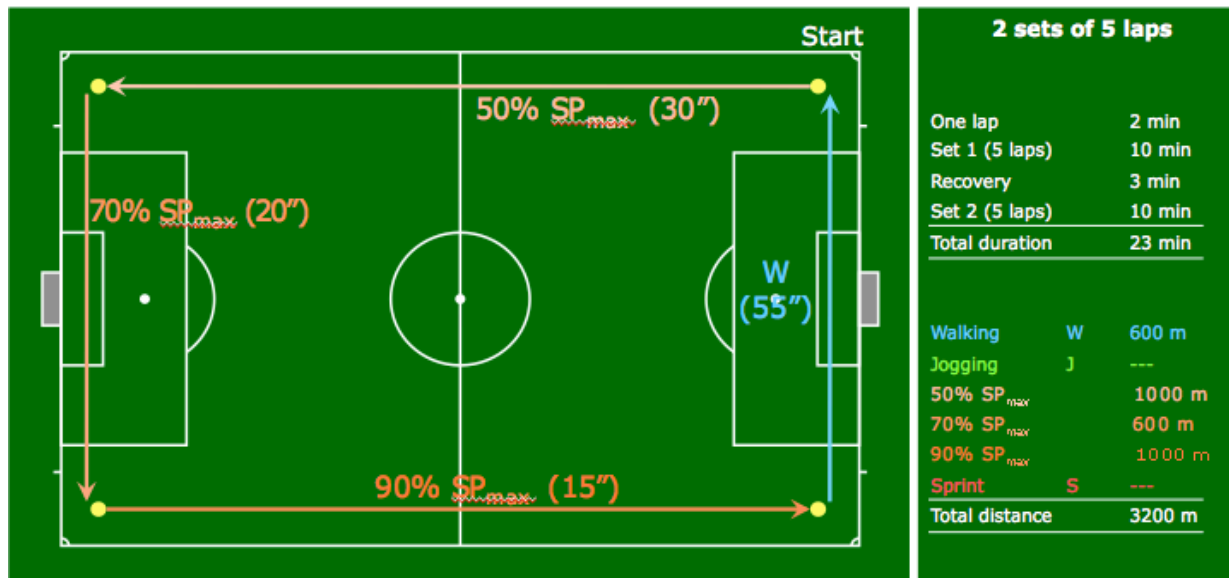 Start
50% SPmax (30”)
70% SPmax (20”)
W
(55”)
90% SPmax (15”)
2 sets of 5 laps
One lap 2 min
Set 1 (5 laps) 10 min
Recovery 3 min
Set 2 (5 laps) 10 min
Total duration 23 min
Walking W 600 m
Jogging J ---
50% SPmax 1000 m
70% SPmax 600 m
90% SPmax 1000 m
Sprint S ---
Total distance 3200 m